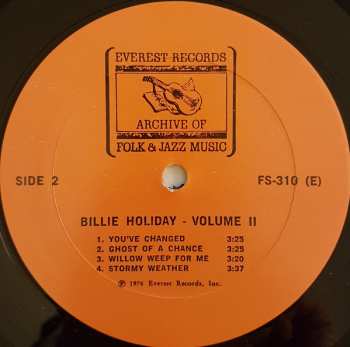 EVEREST RECORDS
ARCHIVE OF
FOLK & JAZZ MUSIC
SIDE 2 FS-310 (E)
BILLIE HOLIDAY - VOLUME II
1. YOU'VE CHANGED 3:25
2. GHOST OF A CHANCE 3:25
3. WILLOW WEEP FOR ME 3:20
4. STORMY WEATHER 3:37
℗ 1976 Everest Records, Inc.